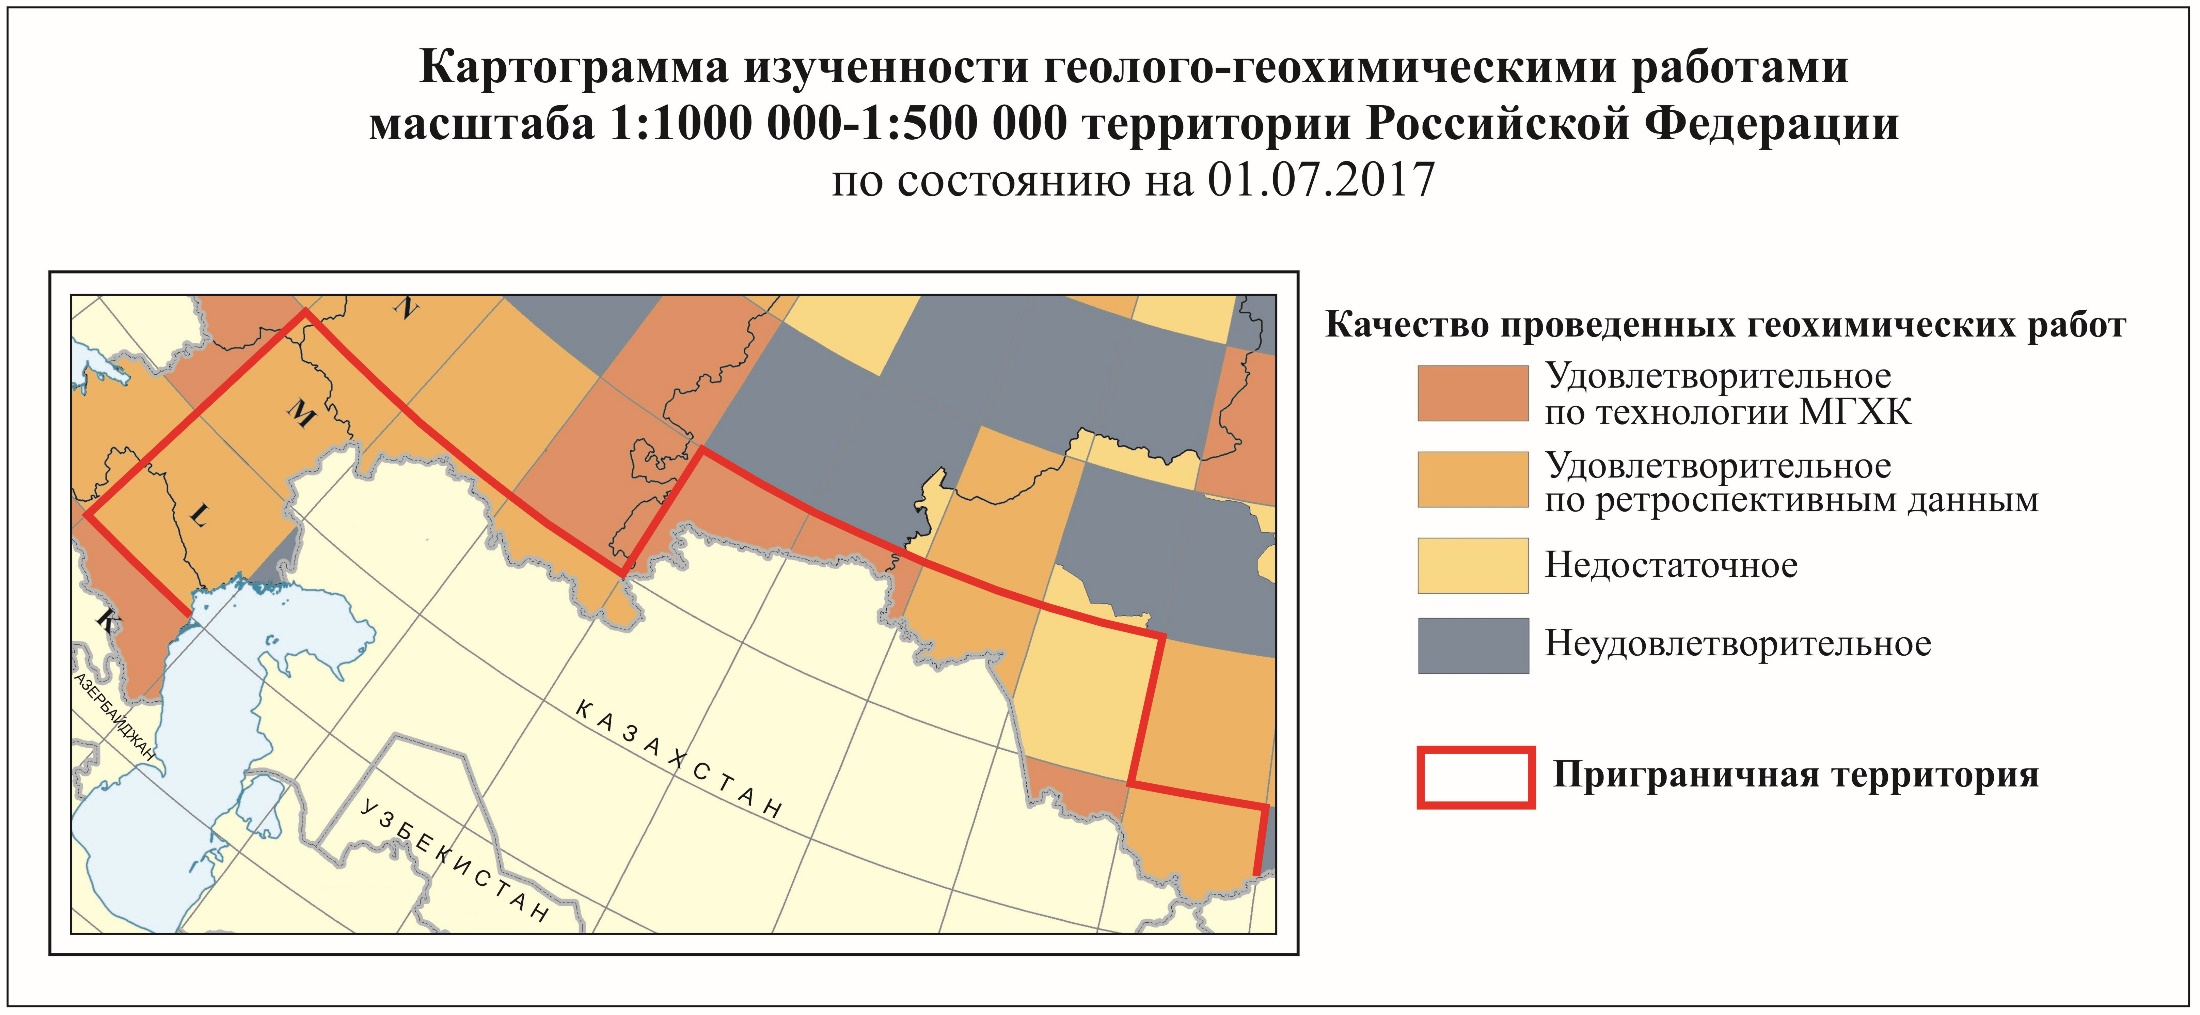 Картограмма изученности геолого-геохимическими работами
масштаба 1:1000 000-1:500 000 территории Российской Федерации
по состоянию на 01.07.2017
N
M
L
K
АЗЕРБАЙДЖАН
КАЗАХСТАН
УЗБЕКИСТАН
Качество проведенных геохимических работ
Удовлетворительное
по технологии МГХК
Удовлетворительное
по ретроспективным данным
Недостаточное
Неудовлетворительное
Приграничная территория